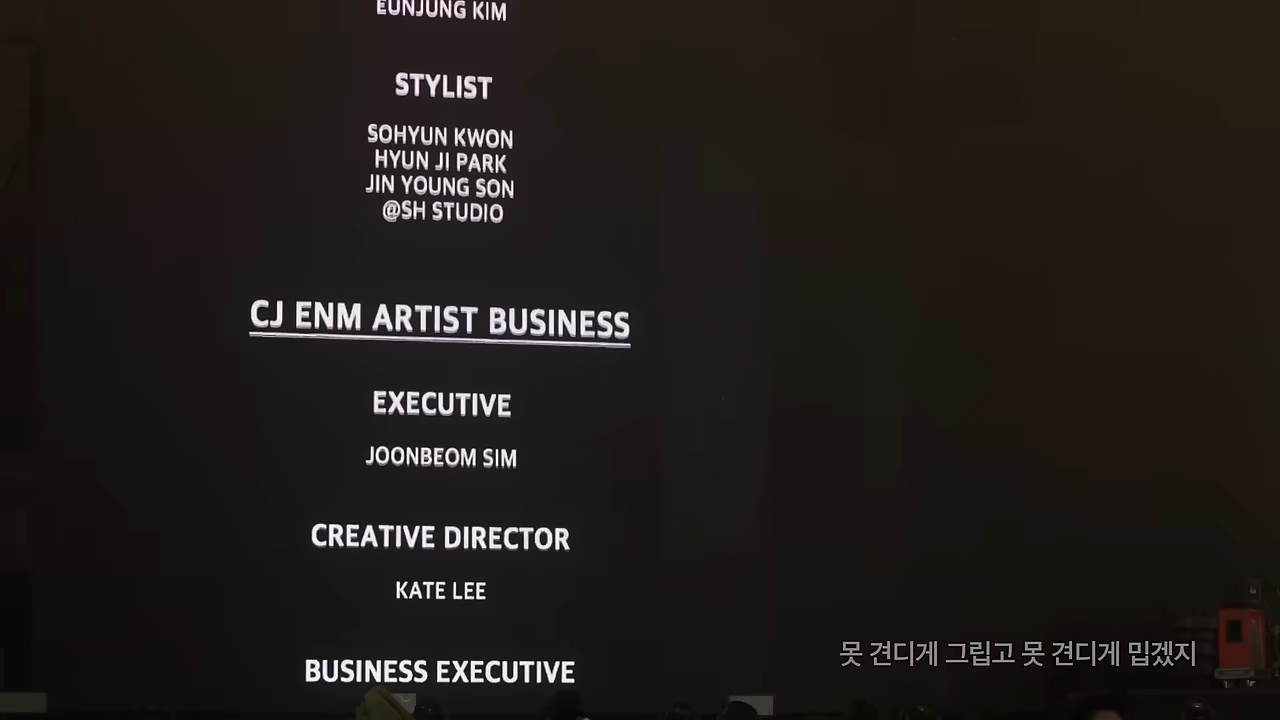 EUNJUNG KIM
STYLIST
SOHYUN KWON
HYUN JI PARK
JIN YOUNG SON
@SH STUDIO
CJ ENM ARTIST BUSINESS
EXECUTIVE
JOONBEOM SIM
CREATIVE DIRECTOR
KATE LEE
BUSINESS EXECUTIVE
못 견디게 그립고 못 견디게 밉겠지